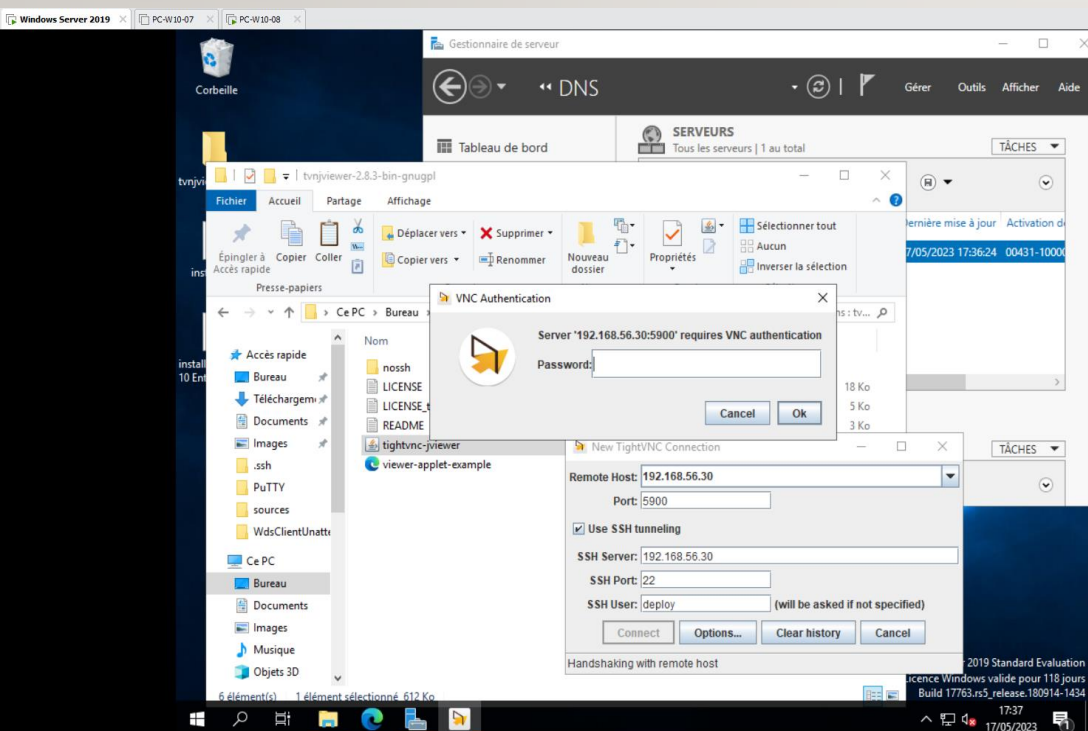 Windows Server 2019
PC-W10-07
PC-W10-08
Corbeille
Gestionnaire de serveur
DNS
Gérer Outils Afficher Aide
Tableau de bord
SERVEURS
Tous les serveurs | 1 au total
TÂCHES
tvnjviewer-2.8.3-bin-gnugpl
Fichier Accueil Partage Affichage
Épingler à
Accès rapide
Copier
Coller
Déplacer vers
Copier vers
Supprimer
Renommer
Nouveau
dossier
Propriétés
Sélectionner tout
Aucun
Inverser la sélection
Presse-papiers
mise à jour Activation
17:36:24 00431-1000
Ce PC > Bureau
Nom
Accès rapide
Bureau
Documents
Images
.ssh
PuTTY
sources
Ce PC
Bureau
Documents
Images
Musique
Objets 3D
nossh
LICENSE
README
tightvnc-jviewer
viewer-applet-example
18 Ko
5 Ko
3 Ko
VNC Authentication
Server '192.168.56.30:5900' requires VNC authentication
Password:
Cancel Ok
New TightVNC Connection
Remote Host: 192.168.56.30
Port: 5900
Use SSH tunneling
SSH Server: 192.168.56.30
SSH Port: 22
SSH User: deploy (will be asked if not specified)
Connect Options... Clear history Cancel
Handshaking with remote host
TÂCHES
6 élément(s) 1 élément sélectionné 612 Ko
2019 Standard Evaluation
Windows valide pour 118 jours
Build 17763.rs5_release.180914-1434
17:37
17/05/2023